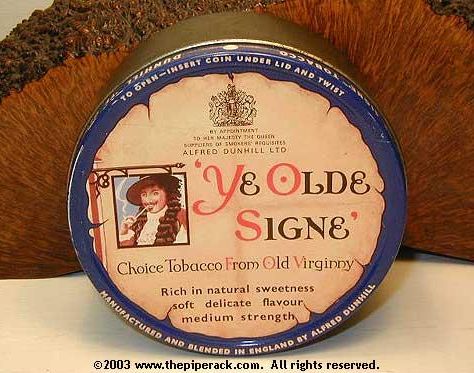 TO OPEN-INSERT COIN UNDER LID AND TWIST
BY APPOINTMENT
TO HER MAJESTY THE QUEEN
SUPPLIERS OF SMOKERS' REQUISITES
ALFRED DUNHILL LTD
'YE OLDE
SIGNE'
Choice Tobacco From Old Virginny
Rich in natural sweetness
soft delicate flavour
medium strength
MANUFACTURED AND BLENDED IN ENGLAND BY ALFRED DUNHILL
©2003 www.thepiperack.com. All rights reserved.